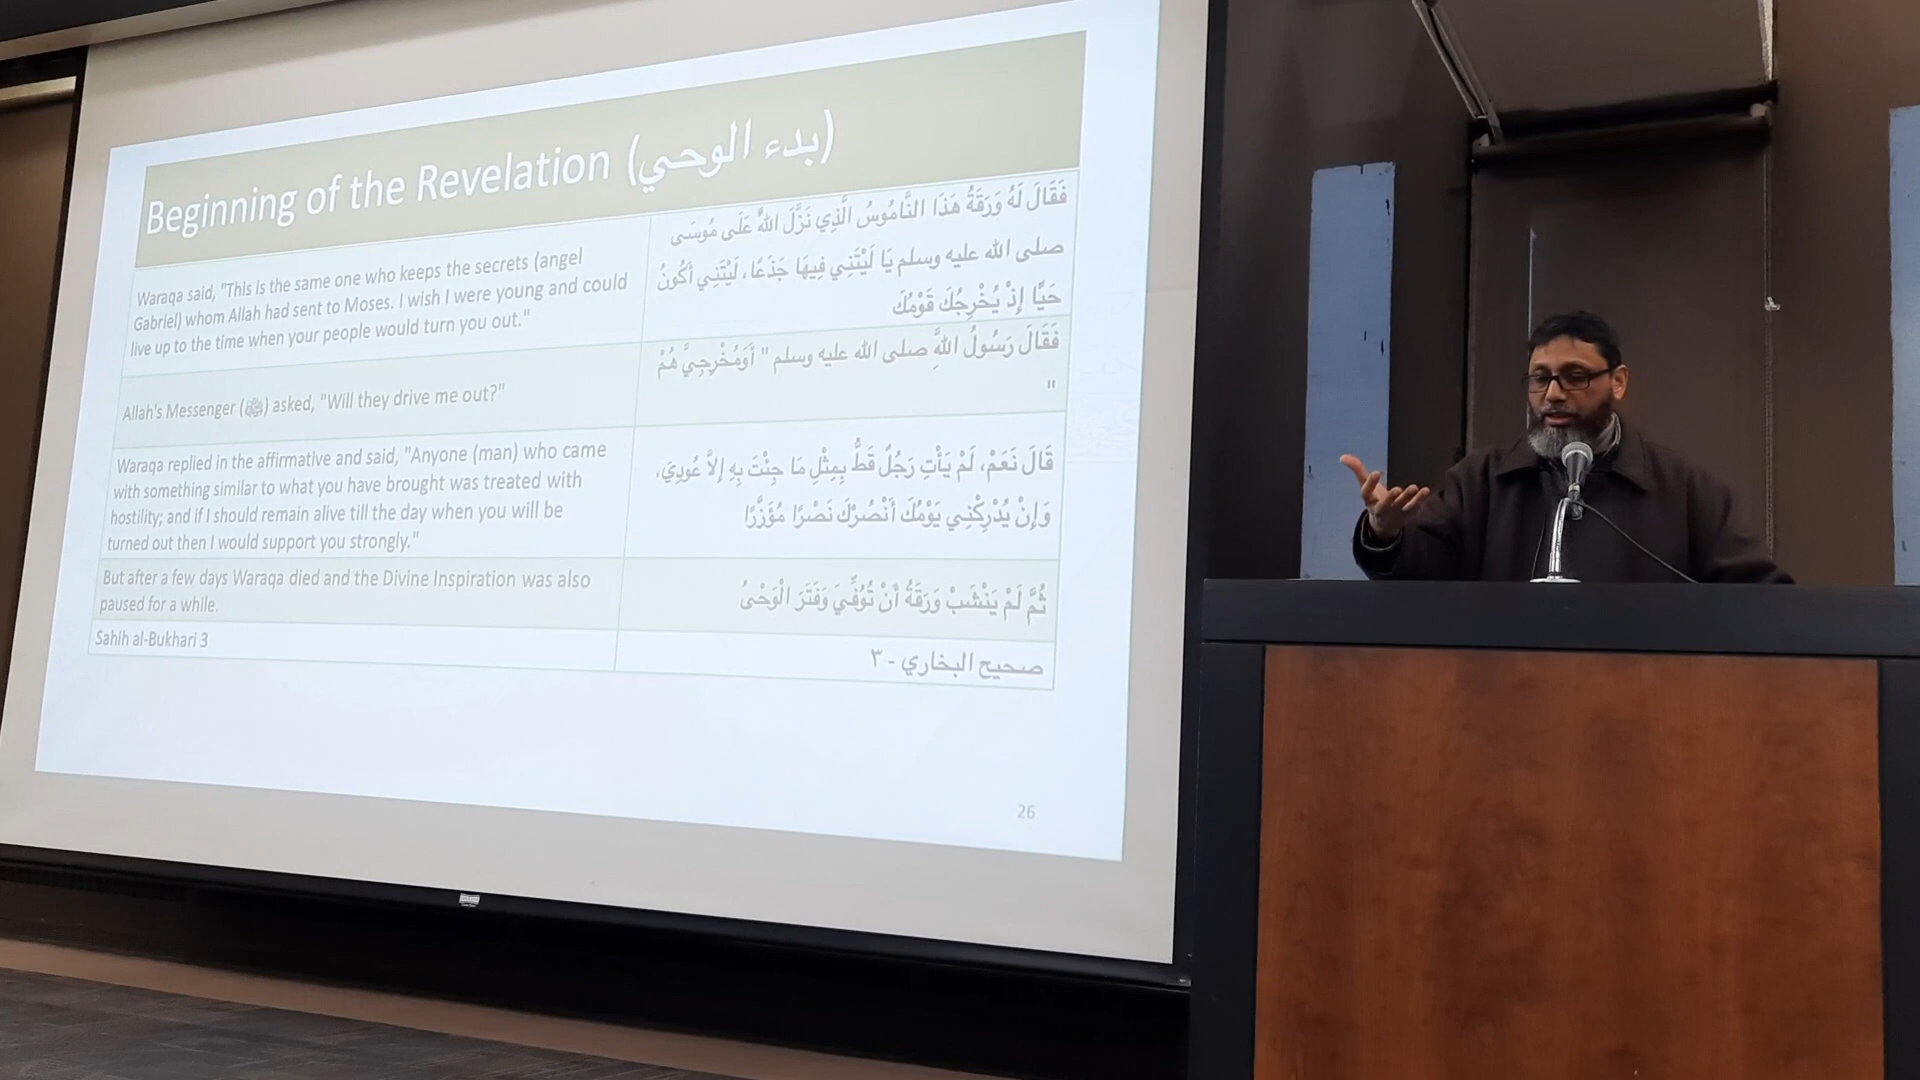 Beginning of the Revelation (بدء الوحي)
Waraqa said, "This is the same one who keeps the secrets (angel
Gabriel) whom Allah had sent to Moses. I wish I were young and could
live up to the time when your people would turn you out."
فَقَالَ لَهُ وَرَقَةُ هَذَا النَّامُوسُ الَّذِي نَزَّلَ اللَّهُ عَلَى مُوسَى
صلى الله عليه وسلم يَا لَيْتَنِي فِيهَا جَذَعًا، لَيْتَنِي أَكُونُ
حَيًّا إِذْ يُخْرِجُكَ قَوْمُكَ
Allah's Messenger (ﷺ) asked, "Will they drive me out?"
فَقَالَ رَسُولُ اللَّهِ صلى الله عليه وسلم " أَوَمُخْرِجِيَّ هُمْ
"
Waraqa replied in the affirmative and said, "Anyone (man) who came
with something similar to what you have brought was treated with
hostility; and if I should remain alive till the day when you will be
turned out then I would support you strongly."
قَالَ نَعَمْ، لَمْ يَأْتِ رَجُلٌ قَطُّ بِمِثْلِ مَا جِئْتَ بِهِ إِلاَّ عُودِيَ،
وَإِنْ يُدْرِكْنِي يَوْمُكَ أَنْصُرْكَ نَصْرًا مُؤَزَّرًا
But after a few days Waraqa died and the Divine Inspiration was also
paused for a while.
ثُمَّ لَمْ يَنْشَبْ وَرَقَةُ أَنْ تُوُفِّيَ وَفَتَرَ الْوَحْىُ
Sahih al-Bukhari 3
صحيح البخاري - ٣
26